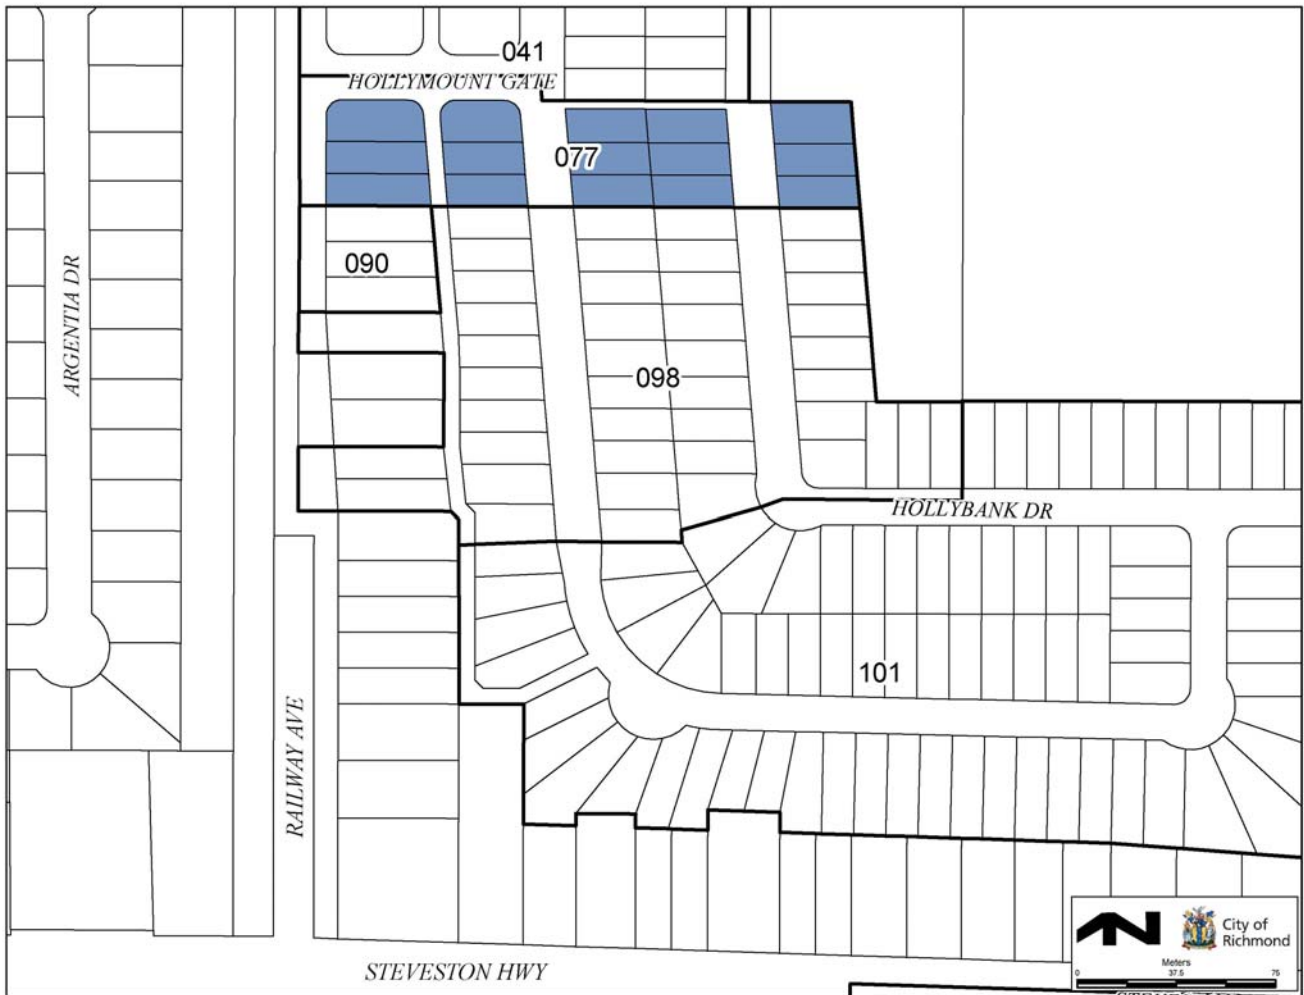 041
HOLLYMOUNT GATE
077
090
ARGENTIA DR
098
HOLLYBANK DR
101
RAILWAY AVE
City of
Richmond
Meters
0 37.5 75
STEVESTON HWY